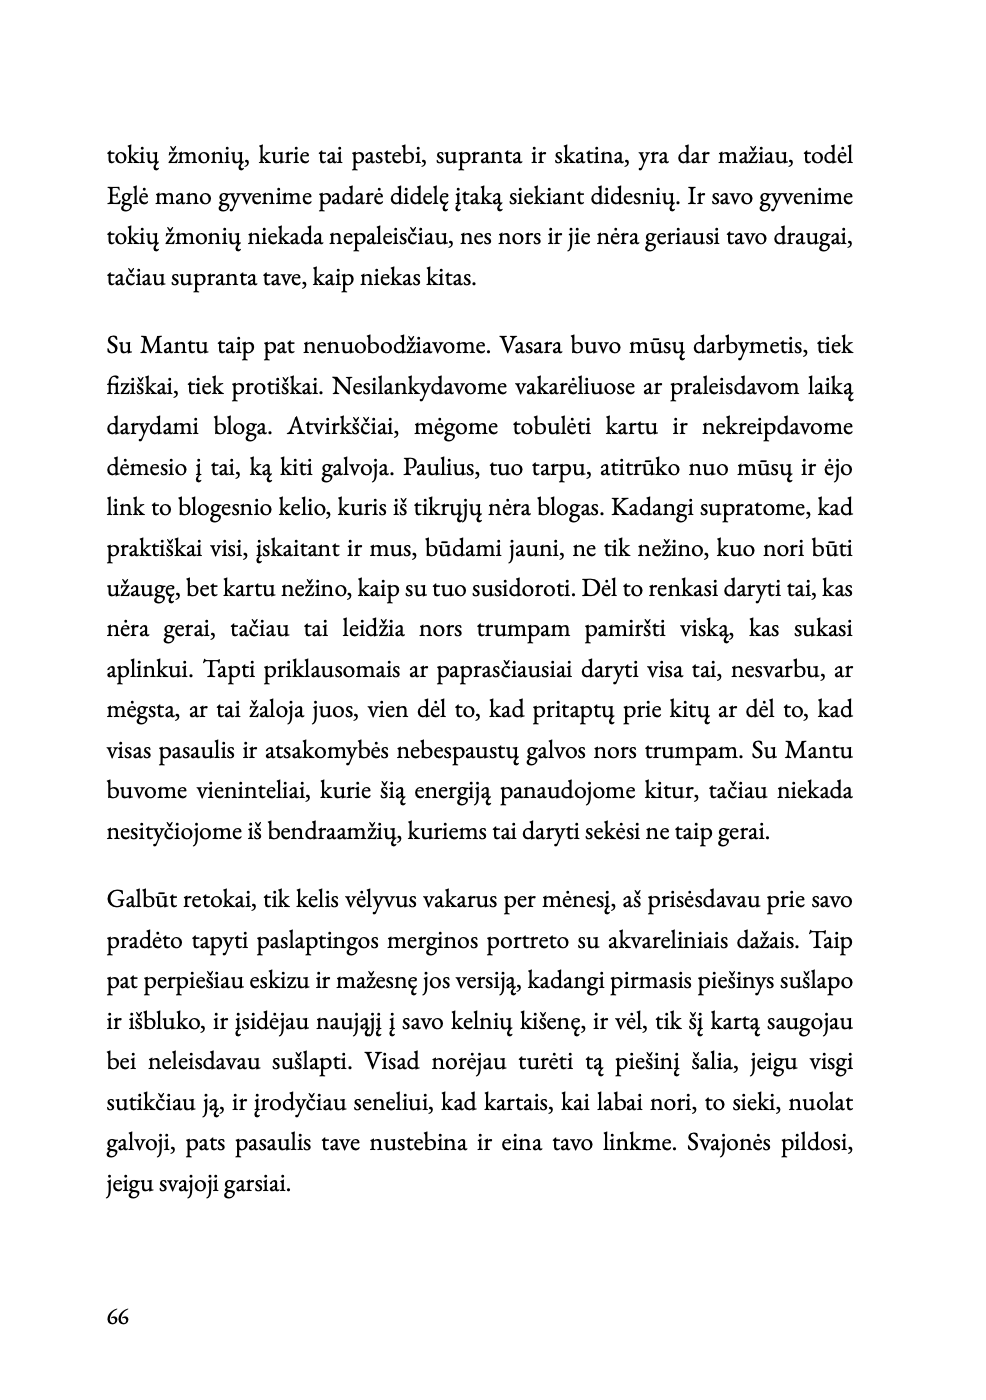 tokių žmonių, kurie tai pastebi, supranta ir skatina, yra dar mažiau, todėl
Eglė mano gyvenime padarė didelę įtaką siekiant didesnių. Ir savo gyvenime
tokių žmonių niekada nepaleisčiau, nes nors ir jie nėra geriausi tavo draugai,
tačiau supranta tave, kaip niekas kitas.
Su Mantu taip pat nenuobodžiavome. Vasara buvo mūsų darbymetis, tiek
fiziškai, tiek protiškai. Nesilankydavome vakarėliuose ar praleisdavom laiką
darydami bloga. Atvirkščiai, mėgome tobulėti kartu ir nekreipdavome
dėmesio į tai, ką kiti galvoja. Paulius, tuo tarpu, atitrūko nuo mūsų ir ėjo
link to blogesnio kelio, kuris iš tikrųjų nėra blogas. Kadangi supratome, kad
praktiškai visi, įskaitant ir mus, būdami jauni, ne tik nežino, kuo nori būti
užaugę, bet kartu nežino, kaip su tuo susidoroti. Dėl to renkasi daryti tai, kas
nėra gerai, tačiau tai leidžia nors trumpam pamiršti viską, kas sukasi
aplinkui. Tapti priklausomais ar paprasčiausiai daryti visa tai, nesvarbu, ar
mėgsta, ar tai žaloja juos, vien dėl to, kad pritaptų prie kitų ar dėl to, kad
visas pasaulis ir atsakomybės nebespaustų galvos nors trumpam. Su Mantu
buvome vieninteliai, kurie šią energiją panaudojome kitur, tačiau niekada
nesityčiojome iš bendraamžių, kuriems tai daryti sekėsi ne taip gerai.
Galbūt retokai, tik kelis vėlyvus vakarus per mėnesį, aš prisėsdavau prie savo
pradėto tapyti paslaptingos merginos portreto su akvareliniais dažais. Taip
pat perpiešiau eskizu ir mažesnę jos versiją, kadangi pirmasis piešinys sušlapo
ir išbluko, ir įsidėjau naująjį į savo kelnių kišenę, ir vėl, tik šį kartą saugojau
bei neleisdavau sušlapti. Visad norėjau turėti tą piešinį šalia, jeigu visgi
sutikčiau ją, ir įrodyčiau seneliui, kad kartais, kai labai nori, to sieki, nuolat
galvoji, pats pasaulis tave nustebina ir eina tavo linkme. Svajonės pildosi,
jeigu svajoji garsiai.
66